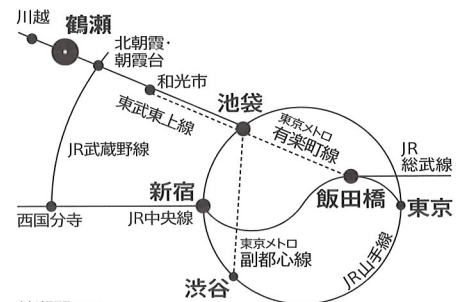 川越
鶴瀬
北朝霞・
朝霞台
和光市
東武東上線
池袋
東京メトロ
有楽町線
JR
総武線
JR武蔵野線
新宿
飯田橋
東京
西国分寺
JR中央線
東京メトロ
副都心線
JR山手線
渋谷